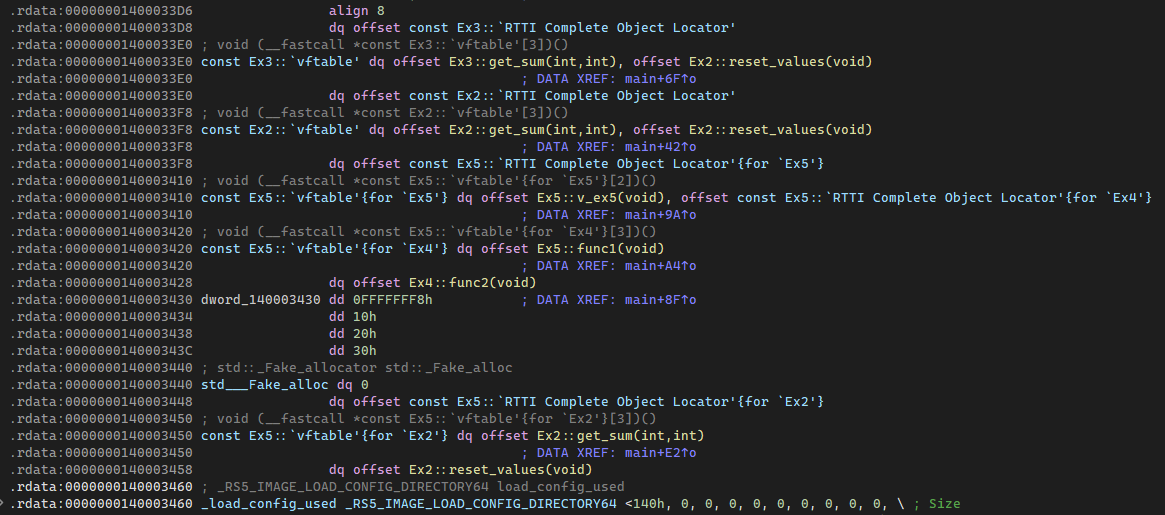 .rdata:00000001400033D6 align 8
.rdata:00000001400033D8 dq offset const Ex3::`RTTI Complete Object Locator'
.rdata:00000001400033E0 ; void (__fastcall *const Ex3::`vftable'[3])()
.rdata:00000001400033E0 const Ex3::`vftable' dq offset Ex3::get_sum(int,int), offset Ex2::reset_values(void)
.rdata:00000001400033E0 ; DATA XREF: main+6F↑o
.rdata:00000001400033E0 dq offset const Ex2::`RTTI Complete Object Locator'
.rdata:00000001400033F8 ; void (__fastcall *const Ex2::`vftable'[3])()
.rdata:00000001400033F8 const Ex2::`vftable' dq offset Ex2::get_sum(int,int), offset Ex2::reset_values(void)
.rdata:00000001400033F8 ; DATA XREF: main+42↑o
.rdata:00000001400033F8 dq offset const Ex5::`RTTI Complete Object Locator'{for `Ex5'}
.rdata:0000000140003410 ; void (__fastcall *const Ex5::`vftable'{for `Ex5'}[2])()
.rdata:0000000140003410 const Ex5::`vftable'{for `Ex5'} dq offset Ex5::v_ex5(void), offset const Ex5::`RTTI Complete Object Locator'{for `Ex4'}
.rdata:0000000140003410 ; DATA XREF: main+9A↑o
.rdata:0000000140003420 ; void (__fastcall *const Ex5::`vftable'{for `Ex4'}[3])()
.rdata:0000000140003420 const Ex5::`vftable'{for `Ex4'} dq offset Ex5::func1(void)
.rdata:0000000140003420 ; DATA XREF: main+A4↑o
.rdata:0000000140003428 dq offset Ex4::func2(void)
.rdata:0000000140003430 dword_140003430 dd 0FFFFFFF8h ; DATA XREF: main+8F↑o
.rdata:0000000140003434 dd 10h
.rdata:0000000140003438 dd 20h
.rdata:000000014000343C dd 30h
.rdata:0000000140003440 ; std::_Fake_allocator std::_Fake_alloc
.rdata:0000000140003440 std___Fake_alloc dq 0
.rdata:0000000140003448 dq offset const Ex5::`RTTI Complete Object Locator'{for `Ex2'}
.rdata:0000000140003450 ; void (__fastcall *const Ex5::`vftable'{for `Ex2'}[3])()
.rdata:0000000140003450 const Ex5::`vftable'{for `Ex2'} dq offset Ex2::get_sum(int,int)
.rdata:0000000140003450 ; DATA XREF: main+E2↑o
.rdata:0000000140003458 dq offset Ex2::reset_values(void)
.rdata:0000000140003460 ; _RS5_IMAGE_LOAD_CONFIG_DIRECTORY64 load_config_used
.rdata:0000000140003460 _load_config_used _RS5_IMAGE_LOAD_CONFIG_DIRECTORY64 <140h, 0, 0, 0, 0, 0, 0, 0, 0, 0, \ ; Size